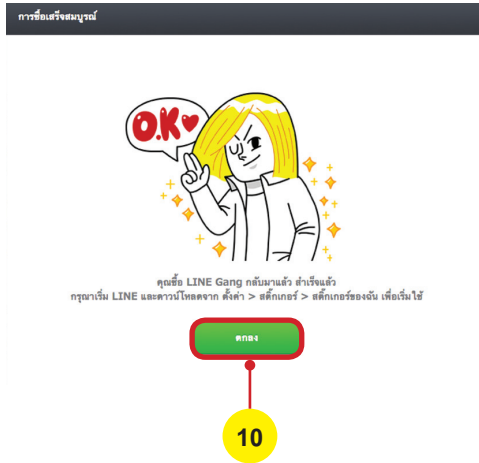 การซื้อเสร็จสมบูรณ์
O.K
คุณซื้อ LINE Gang กลับมาแล้ว สำเร็จแล้ว
กรุณาเริ่ม LINE และดาวน์โหลดจาก ตั้งค่า > สติ๊กเกอร์ > สติ๊กเกอร์ของฉัน เพื่อเริ่มใช้
ตกลง
10